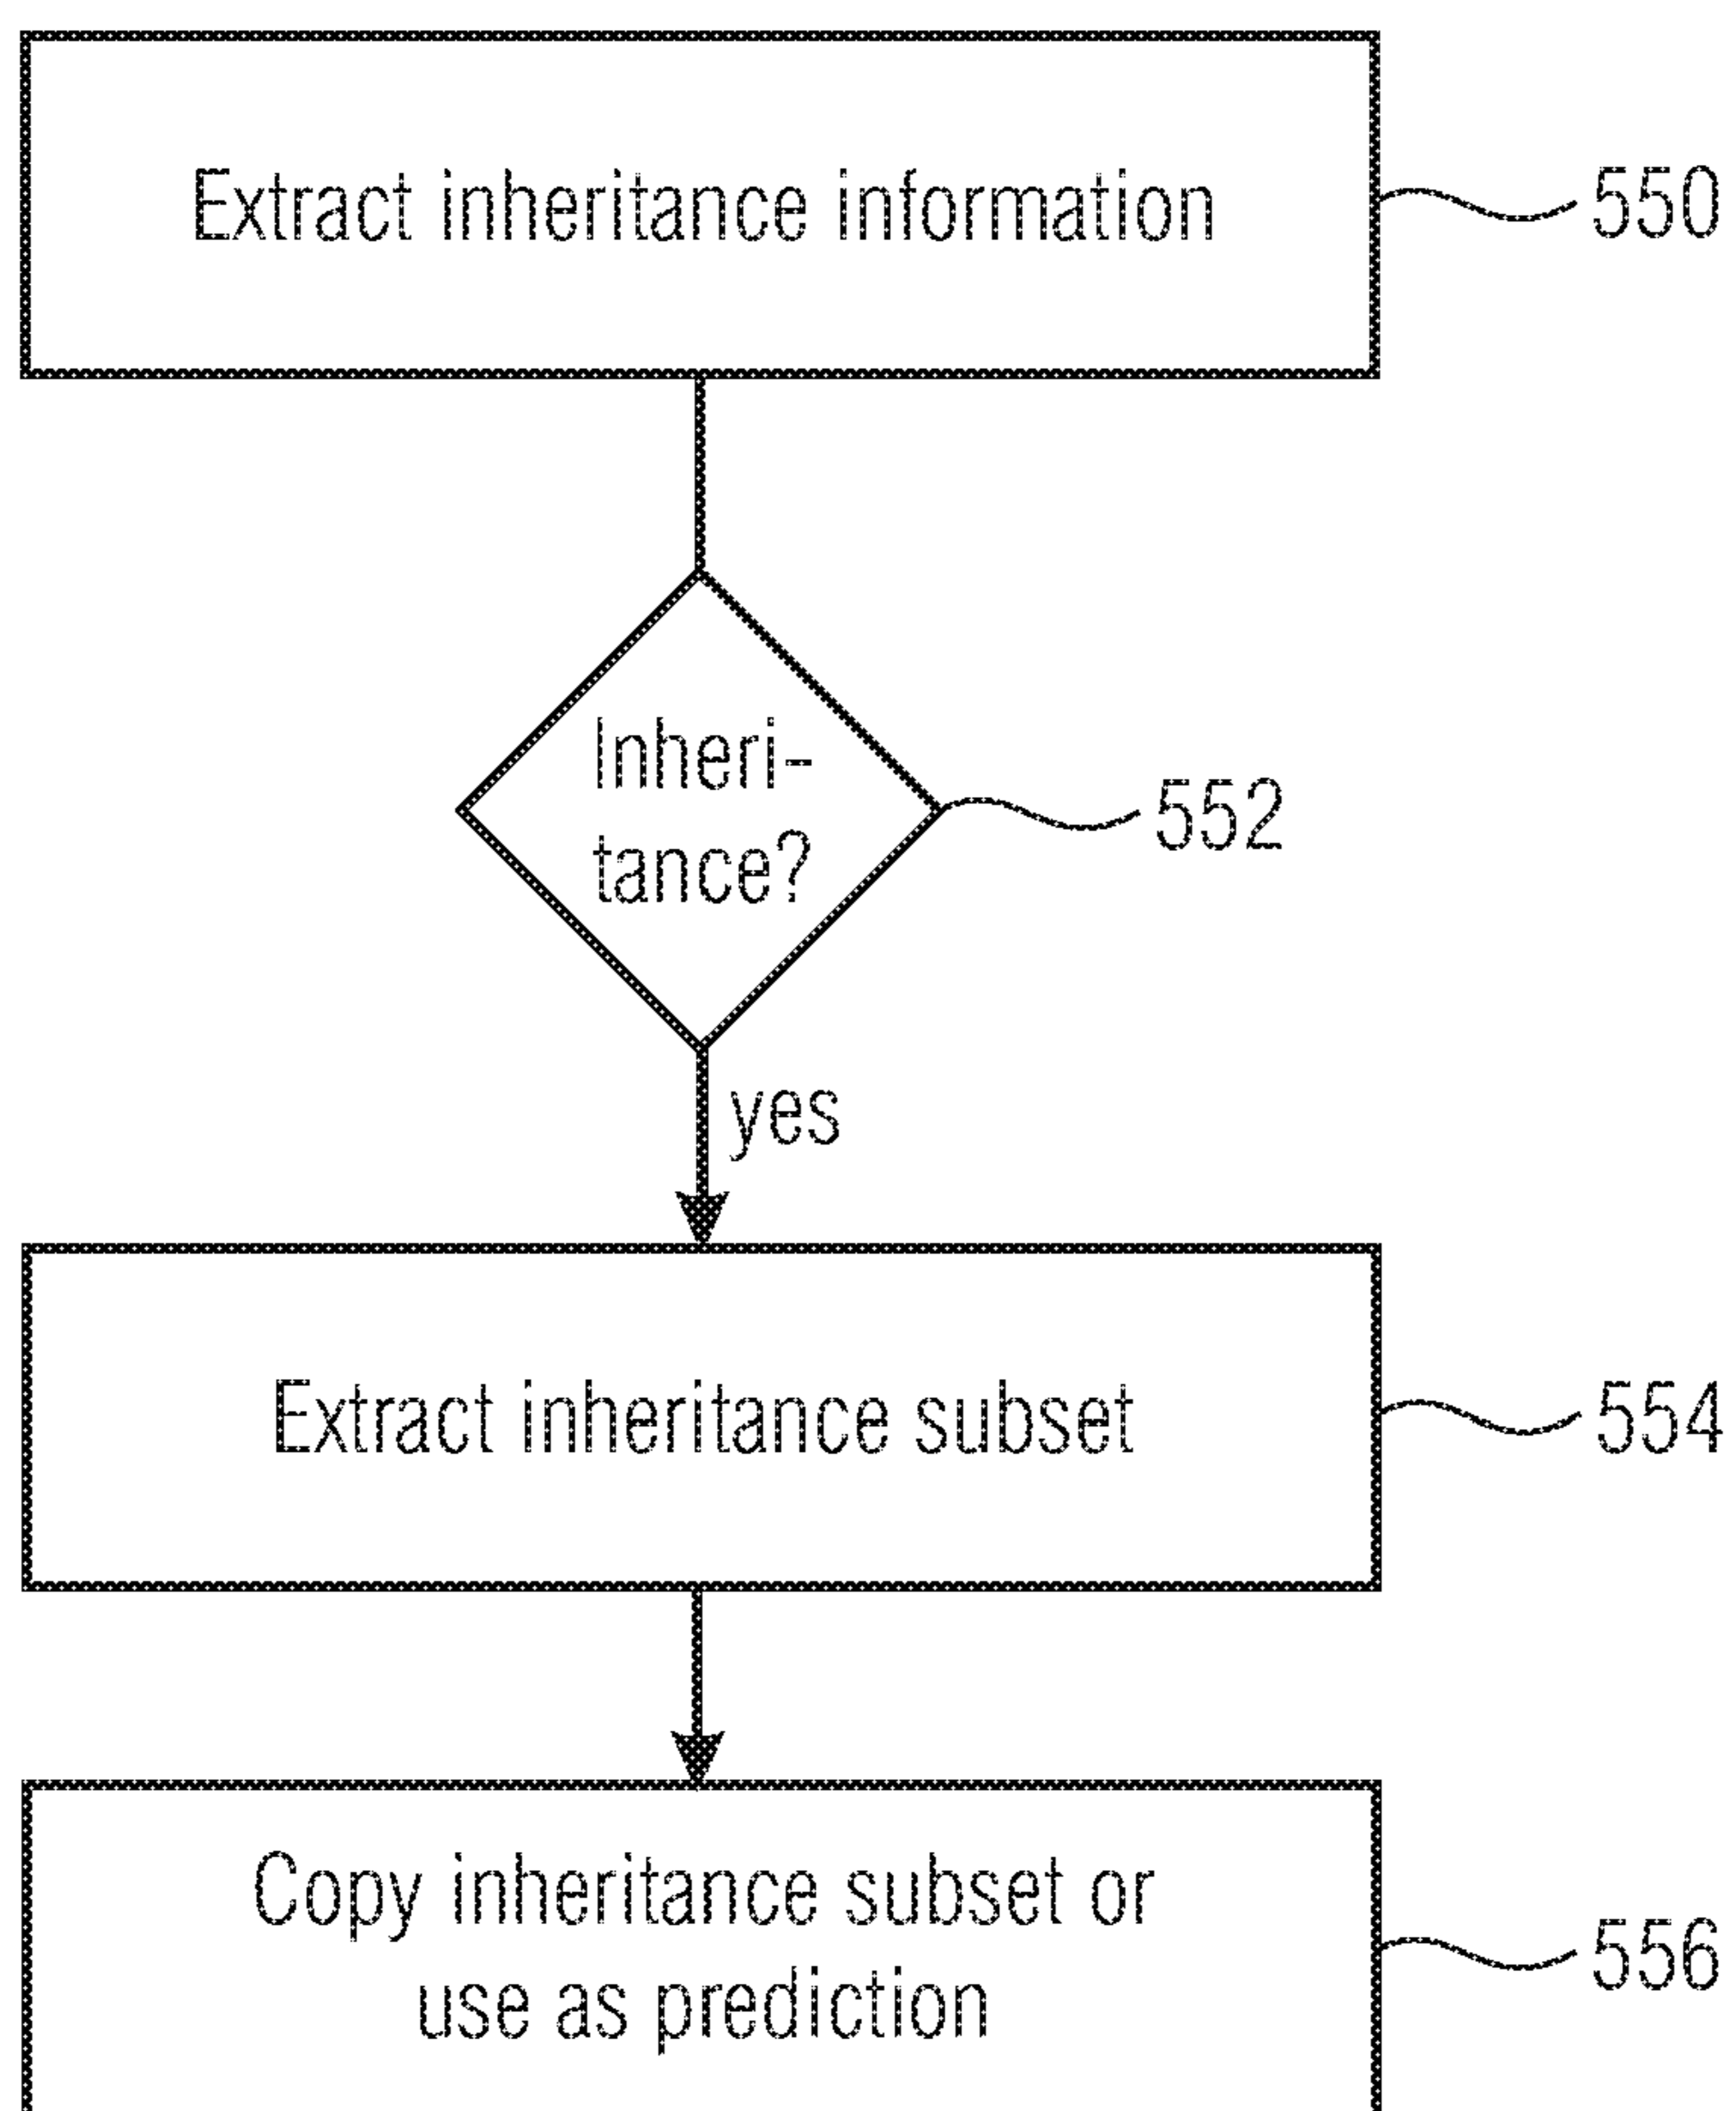 Extract inheritance information
550
Inheri-
tance?
552
yes
Extract inheritance subset
554
Copy inheritance subset or
use as prediction
556